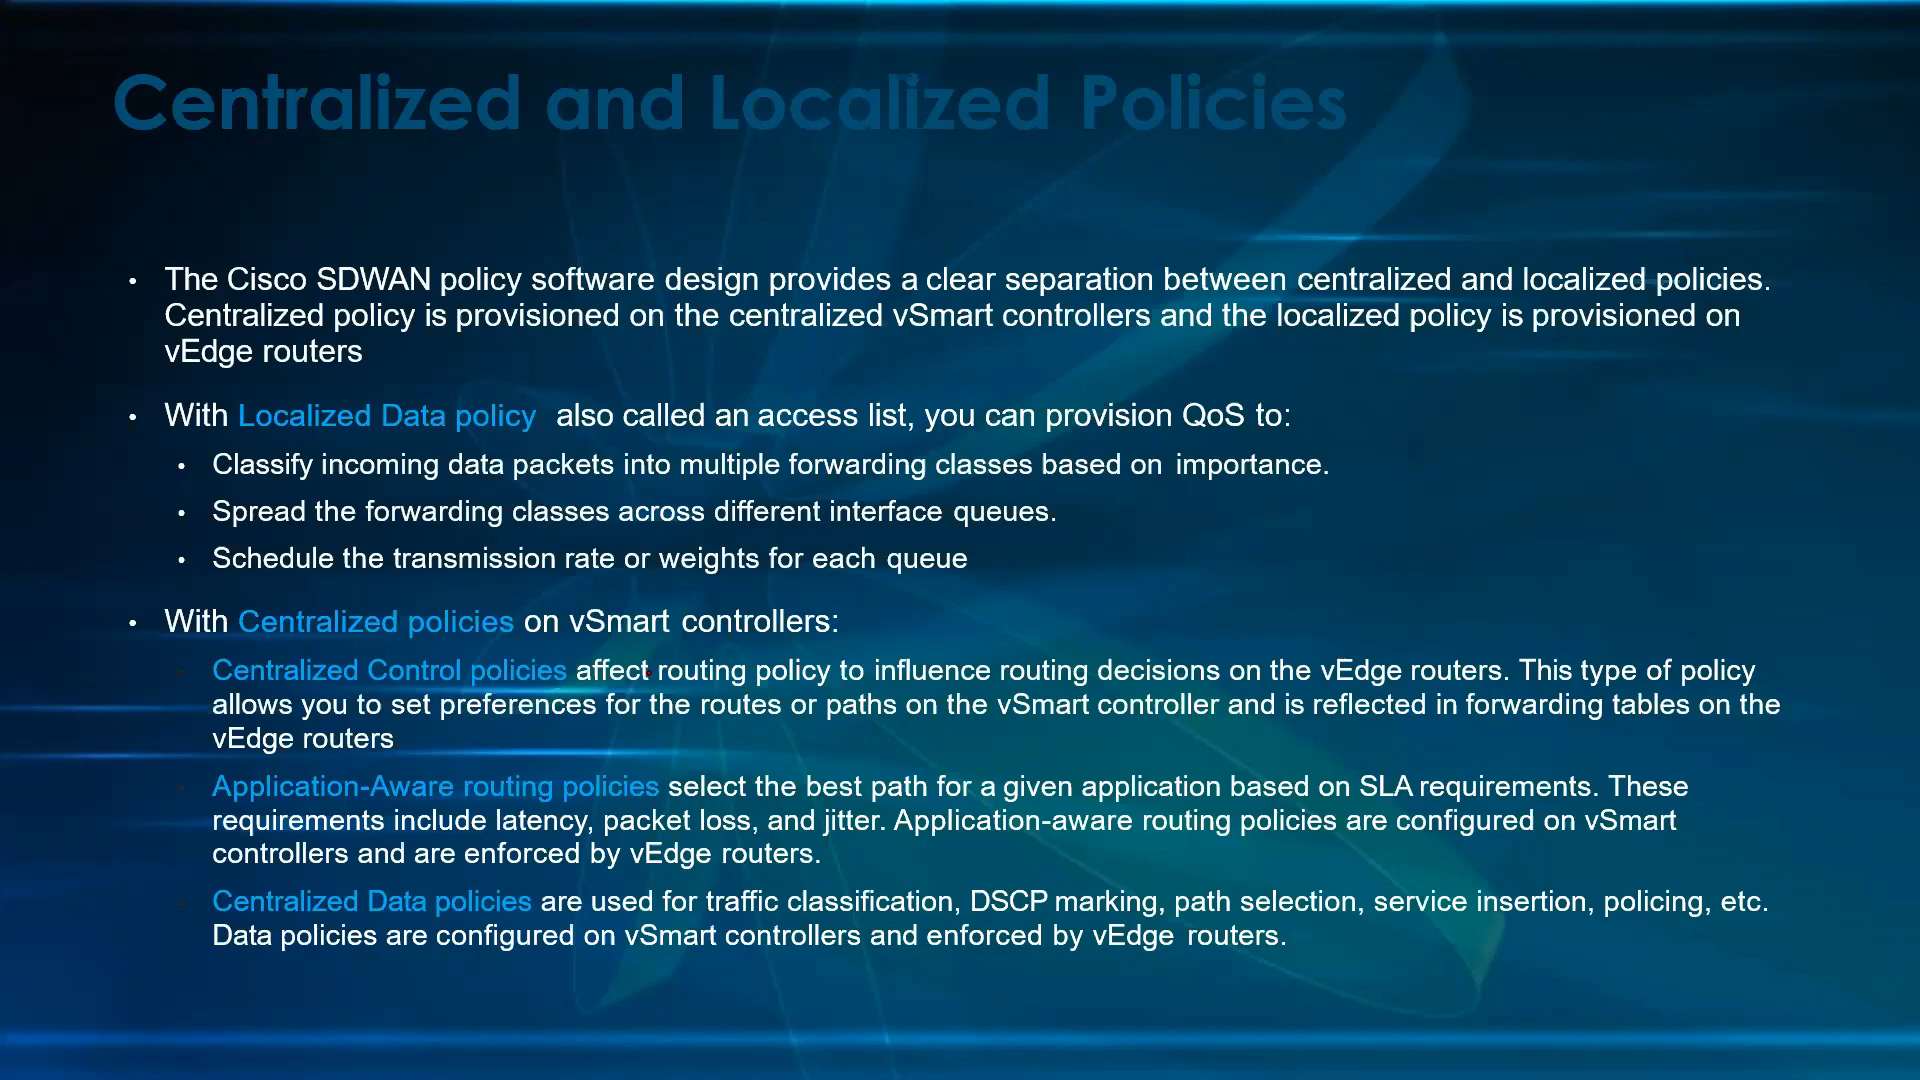 Centralized and Localized Policies
• The Cisco SDWAN policy software design provides a clear separation between centralized and localized policies.
Centralized policy is provisioned on the centralized vSmart controllers and the localized policy is provisioned on
vEdge routers
• With Localized Data policy also called an access list, you can provision QoS to:
• Classify incoming data packets into multiple forwarding classes based on importance.
• Spread the forwarding classes across different interface queues.
• Schedule the transmission rate or weights for each queue
• With Centralized policies on vSmart controllers:
• Centralized Control policies affect routing policy to influence routing decisions on the vEdge routers. This type of policy
allows you to set preferences for the routes or paths on the vSmart controller and is reflected in forwarding tables on the
vEdge routers
• Application-Aware routing policies select the best path for a given application based on SLA requirements. These
requirements include latency, packet loss, and jitter. Application-aware routing policies are configured on vSmart
controllers and are enforced by vEdge routers.
• Centralized Data policies are used for traffic classification, DSCP marking, path selection, service insertion, policing, etc.
Data policies are configured on vSmart controllers and enforced by vEdge routers.